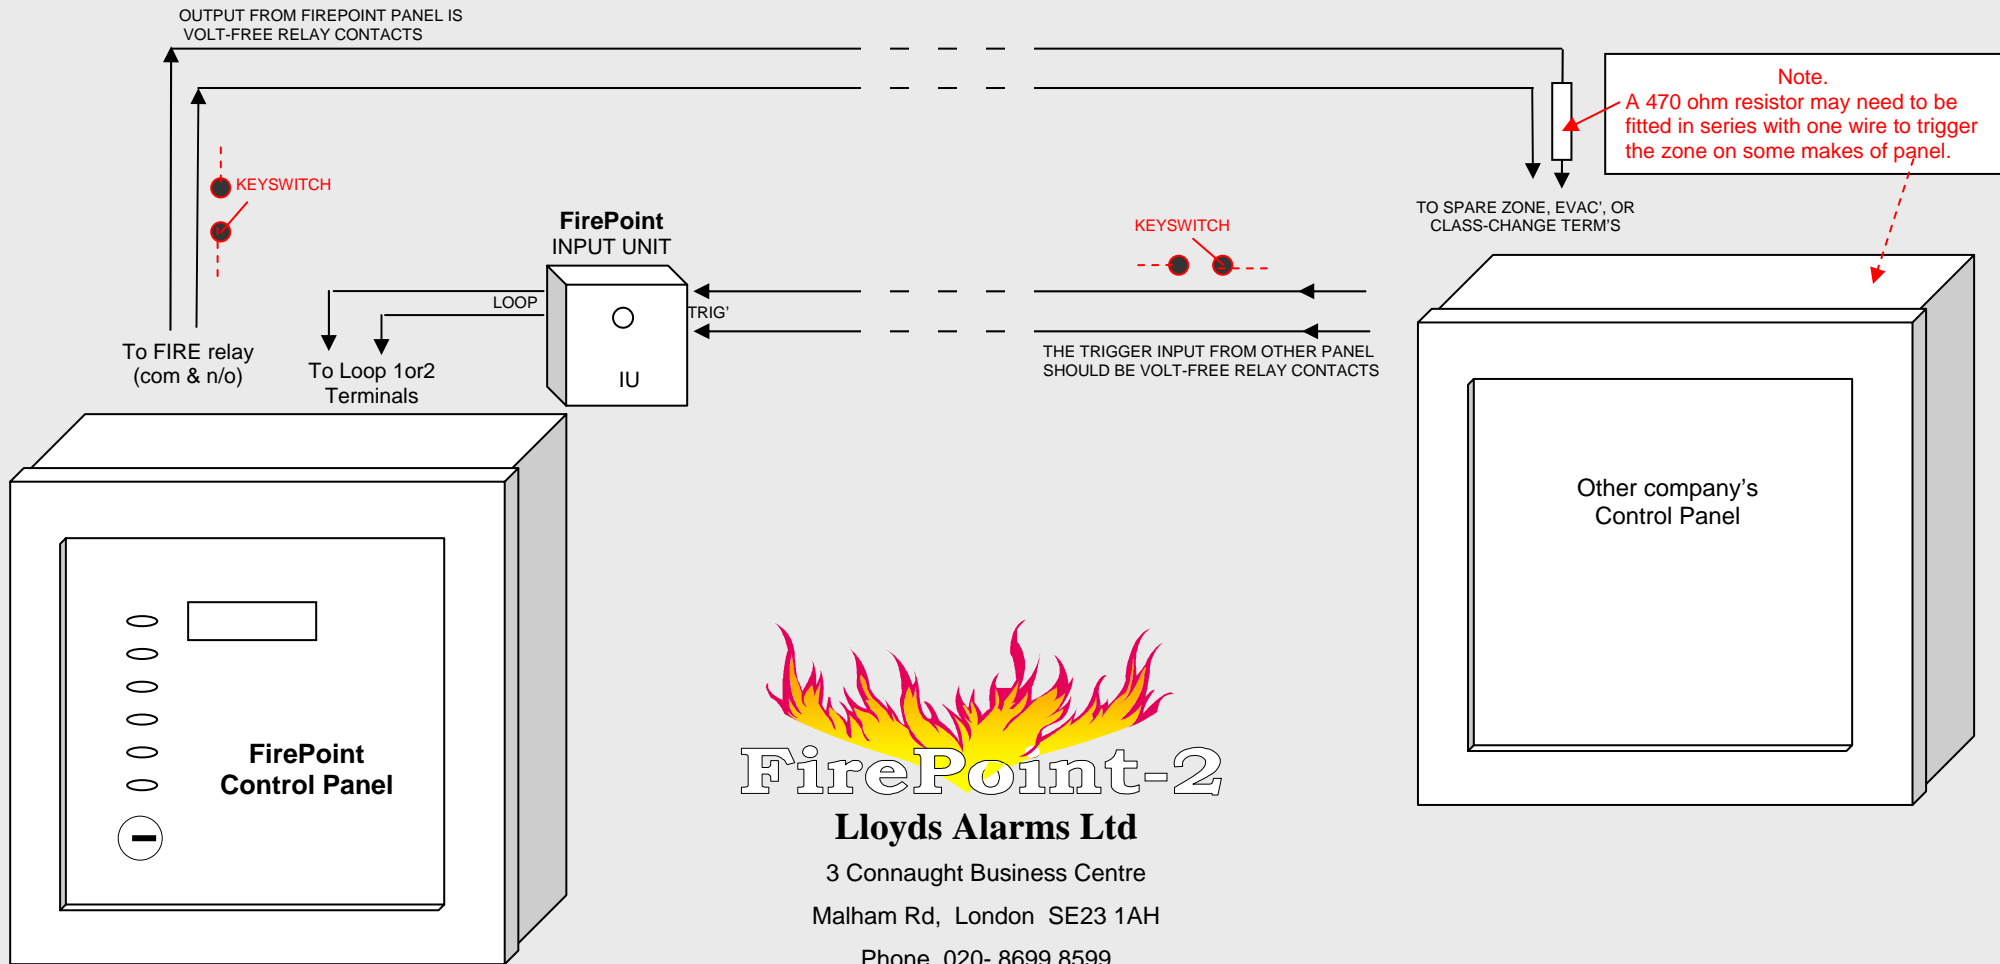 OUTPUT FROM FIREPOINT PANEL IS
VOLT-FREE RELAY CONTACTS
Note.
A 470 ohm resistor may need to be
fitted in series with one wire to trigger
the zone on some makes of panel.
KEYSWITCH
TO SPARE ZONE, EVAC', OR
CLASS-CHANGE TERM'S
FirePoint
INPUT UNIT
KEYSWITCH
LOOP
TRIG'
IU
To FIRE relay
(com & n/o)
To Loop 1or2
Terminals
THE TRIGGER INPUT FROM OTHER PANEL
SHOULD BE VOLT-FREE RELAY CONTACTS
Other company's
Control Panel
FirePoint
Control Panel
FirePoint-2
Lloyds Alarms Ltd
3 Connaught Business Centre
Malham Rd, London SE23 1AH
Phone 020- 8699 8599